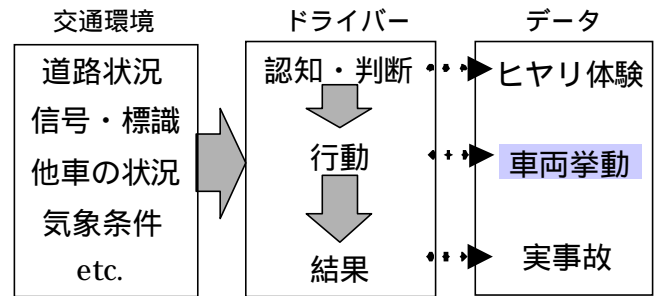 交通環境
道路状況
信号・標識
他車の状況
気象条件
etc.
ドライバー
認知・判断
行動
結果
データ
ヒヤリ体験
車両挙動
実事故